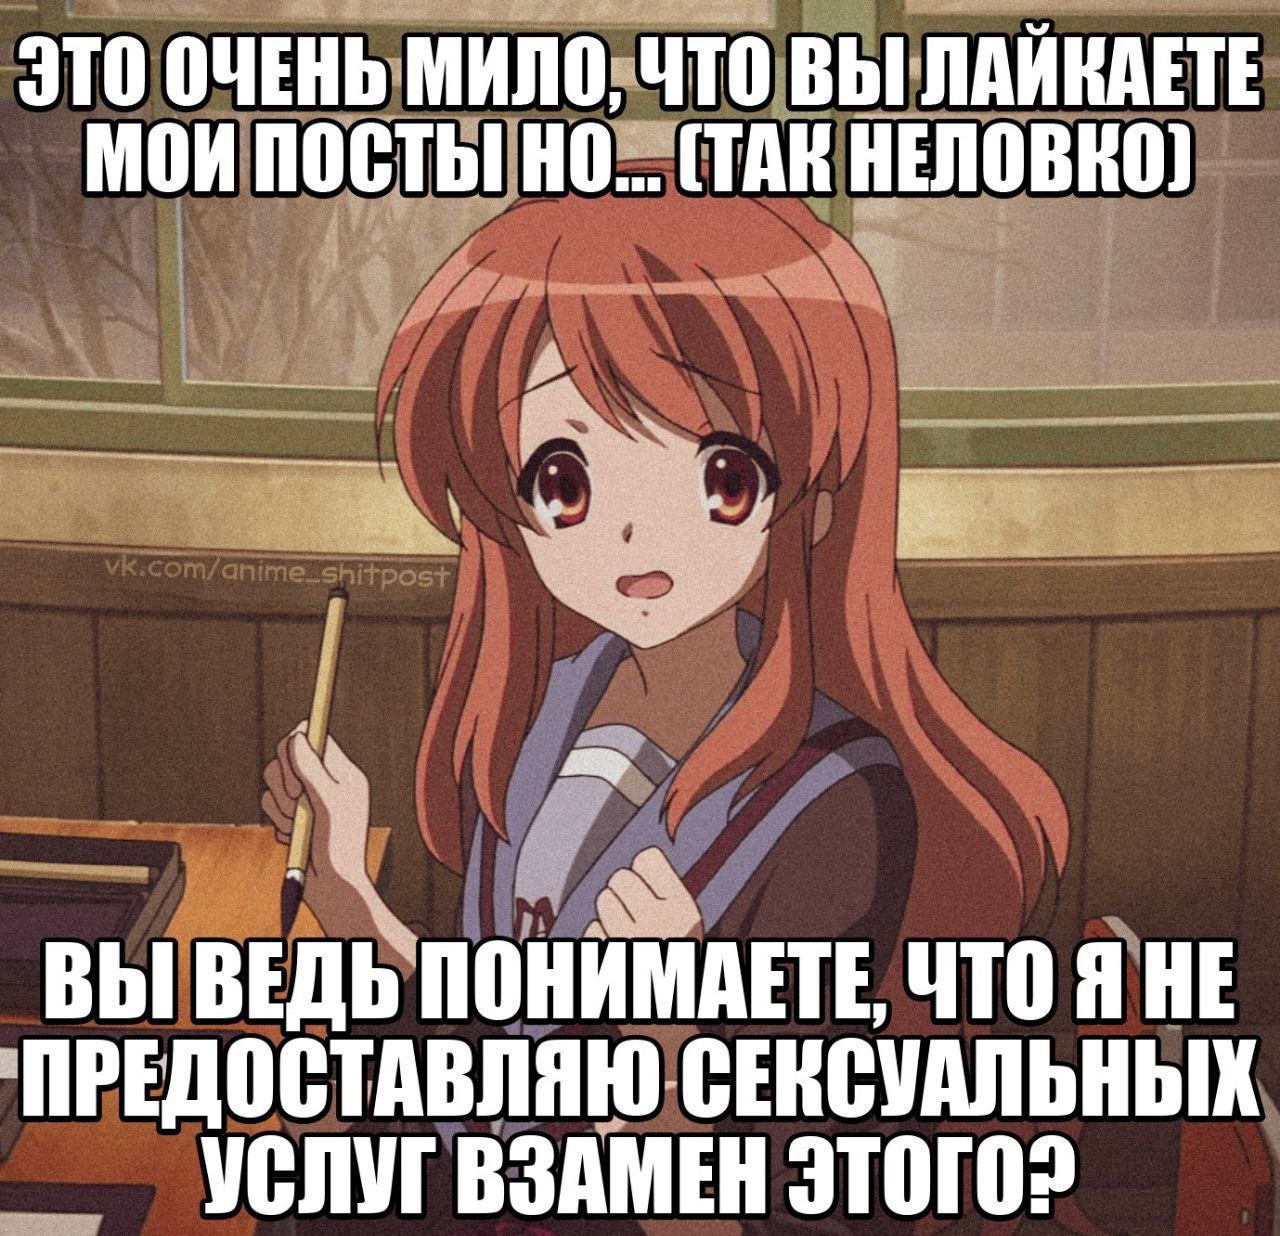 ЭТО ОЧЕНЬ МИЛО, ЧТО ВЫ ЛАЙКАЕТЕ
МОИ ПОСТЫ НО... (ТАК НЕЛОВКО)
vk.com/anime_shitpost
ВЫ ВЕДЬ ПОНИМАЕТЕ, ЧТО Я НЕ
ПРЕДОСТАВЛЯЮ СЕКСУАЛЬНЫХ
УСЛУГ ВЗАМЕН ЭТОГО?